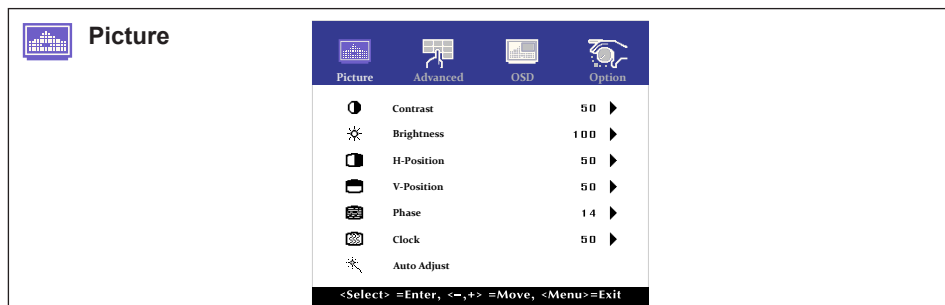 Picture
Picture Advanced OSD Option
Contrast 50
Brightness 100
H-Position 50
V-Position 50
Phase 14
Clock 50
Auto Adjust
<Select> =Enter, <–,+> =Move, <Menu>=Exit